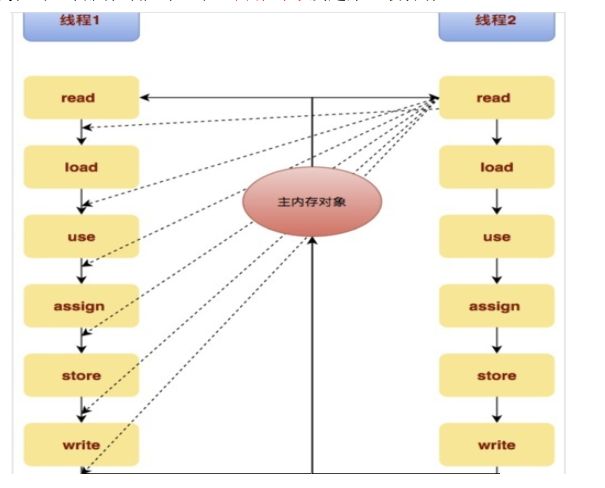 线程1
线程2
read
read
load
load
主内存对象
use
use
assign
assign
store
store
write
write